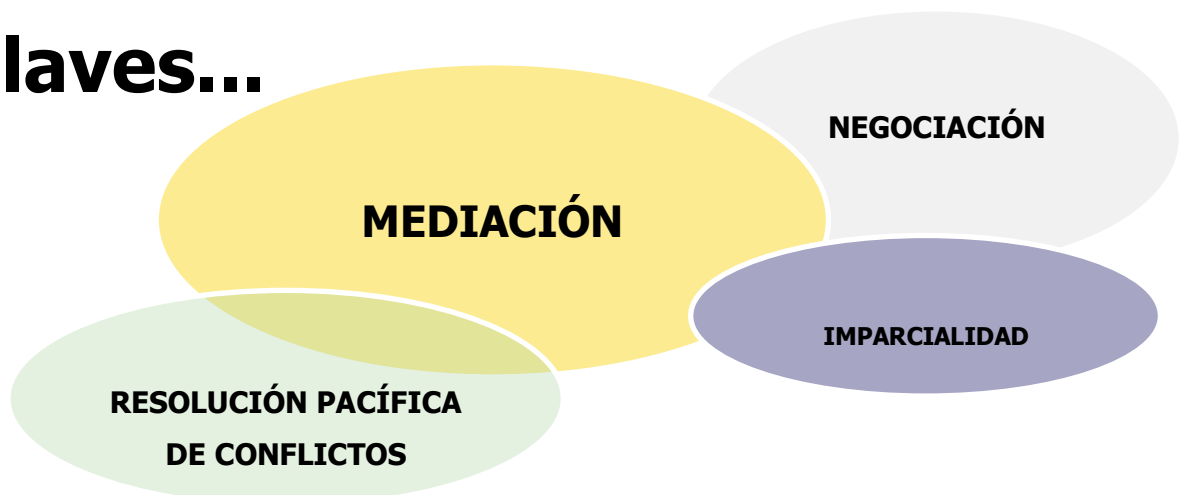 laves...
NEGOCIACIÓN
MEDIACIÓN
IMPARCIALIDAD
RESOLUCIÓN PACÍFICA
DE CONFLICTOS